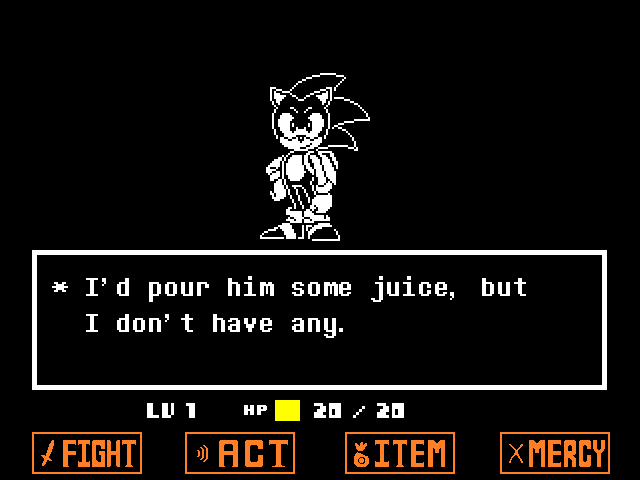 * I'd pour him some juice, but
I don't have any.
LV 1 HP 20 / 20
FIGHT ACT ITEM MERCY